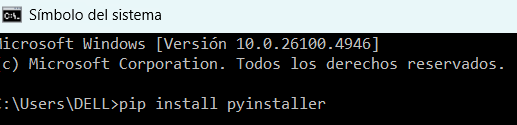 Símbolo del sistema
Microsoft Windows [Versión 10.0.26100.4946]
(c) Microsoft Corporation. Todos los derechos reservados.
C:\Users\DELL>pip install pyinstaller